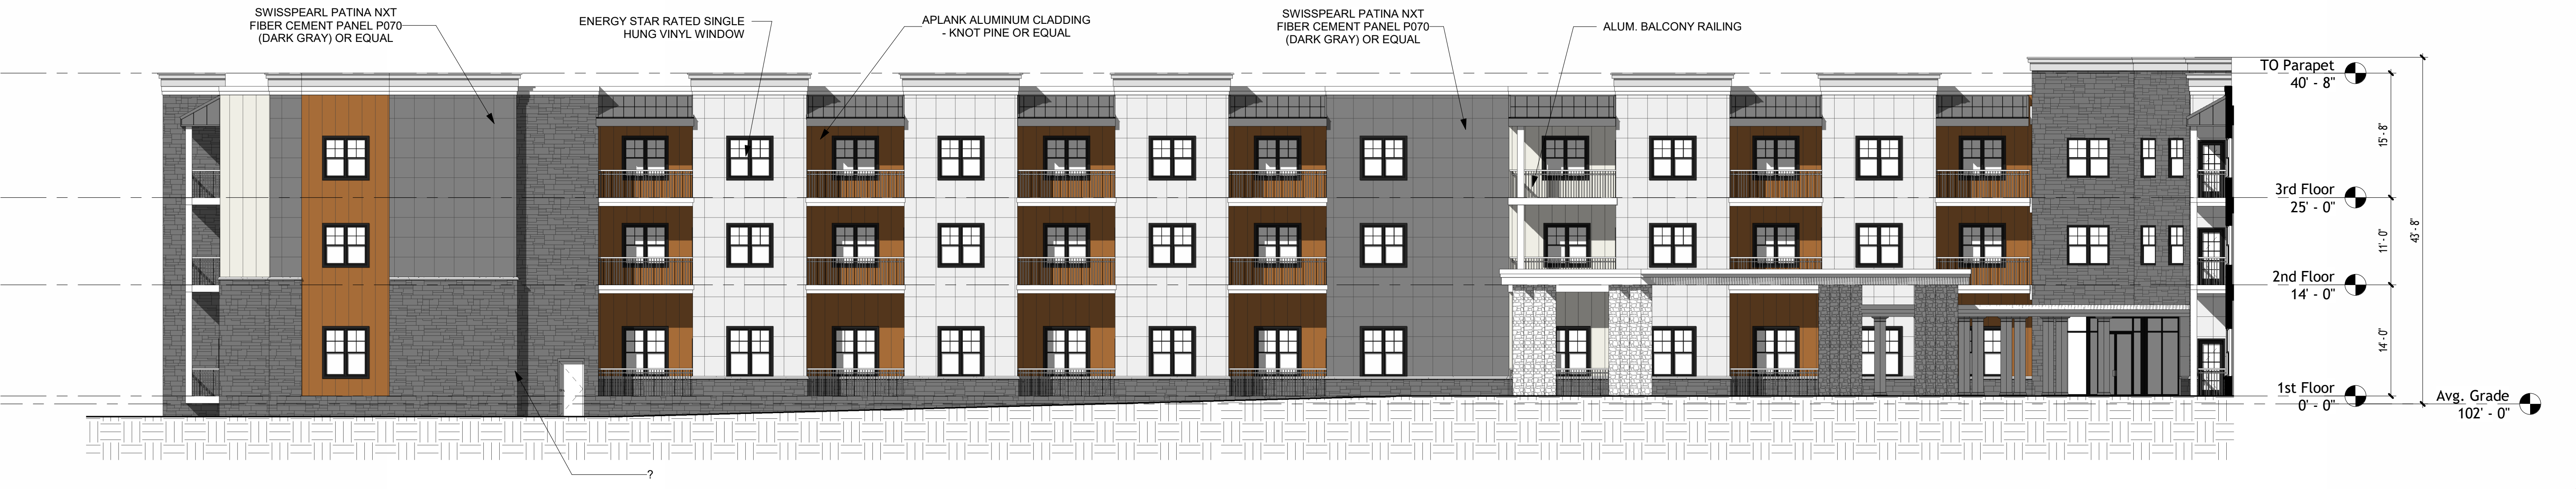 SWISSPEARL PATINA NXT
FIBER CEMENT PANEL P070
(DARK GRAY) OR EQUAL
ENERGY STAR RATED SINGLE
HUNG VINYL WINDOW
APLANK ALUMINUM CLADDING
- KNOT PINE OR EQUAL
SWISSPEARL PATINA NXT
FIBER CEMENT PANEL P070
(DARK GRAY) OR EQUAL
ALUM. BALCONY RAILING
TO Parapet
40' - 8"
15' - 8"
3rd Floor
25' - 0"
11' - 0"
43' - 8"
2nd Floor
14' - 0"
14' - 0"
1st Floor
0' - 0"
Avg. Grade
102' - 0"
?